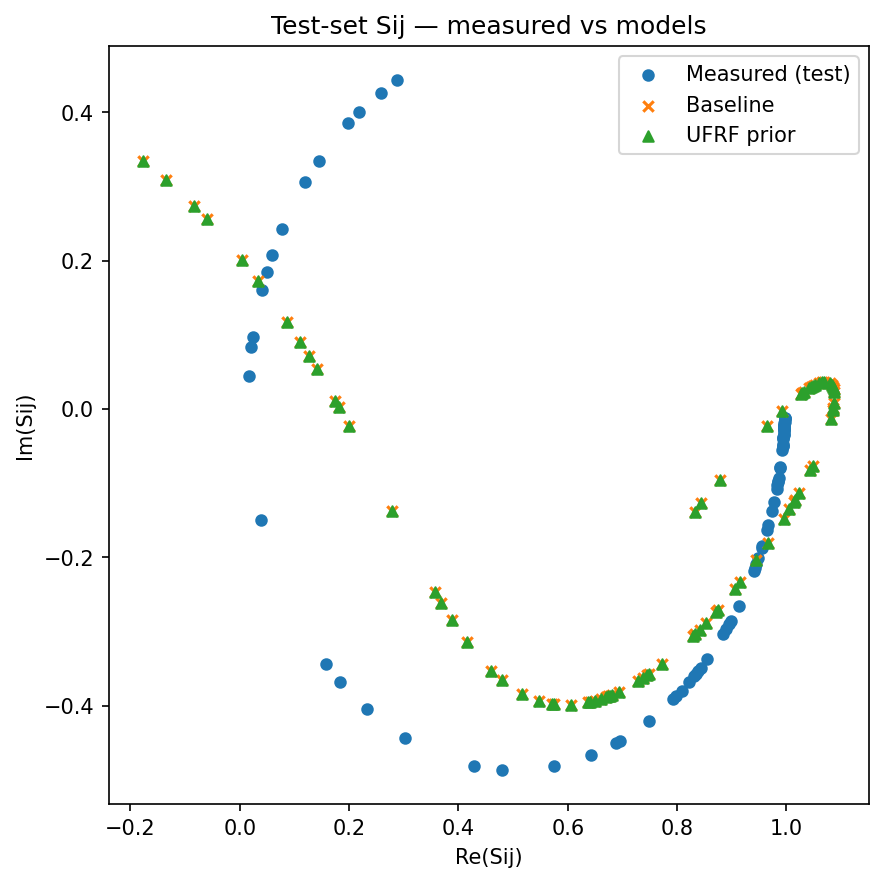 Test-set Sij — measured vs models
Measured (test)
Baseline
UFRF prior
Im(Sij)
0.4
0.2
0.0
−0.2
−0.4
−0.2
0.0
0.2
0.4
0.6
0.8
1.0
Re(Sij)